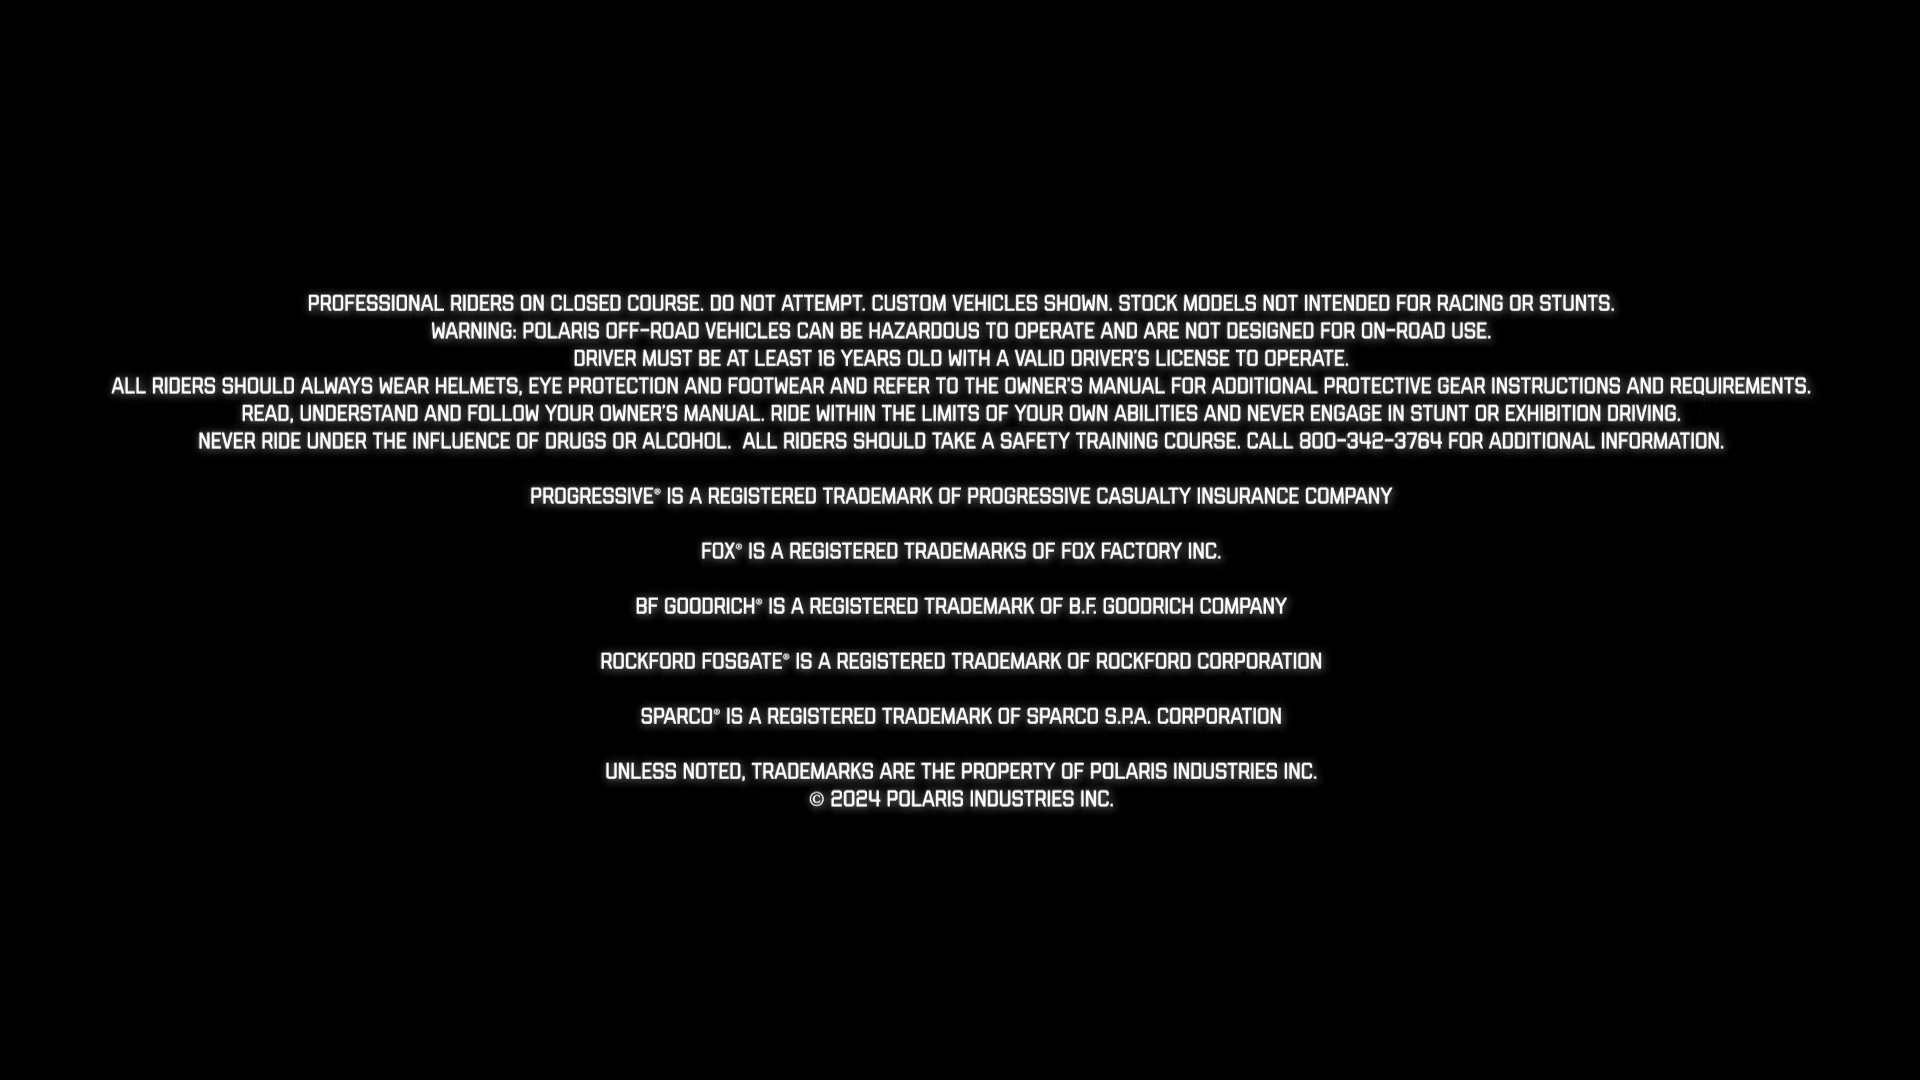 PROFESSIONAL RIDERS ON CLOSED COURSE. DO NOT ATTEMPT. CUSTOM VEHICLES SHOWN. STOCK MODELS NOT INTENDED FOR RACING OR STUNTS.
WARNING: POLARIS OFF-ROAD VEHICLES CAN BE HAZARDOUS TO OPERATE AND ARE NOT DESIGNED FOR ON-ROAD USE.
DRIVER MUST BE AT LEAST 16 YEARS OLD WITH A VALID DRIVER'S LICENSE TO OPERATE.
ALL RIDERS SHOULD ALWAYS WEAR HELMETS, EYE PROTECTION AND FOOTWEAR AND REFER TO THE OWNER'S MANUAL FOR ADDITIONAL PROTECTIVE GEAR INSTRUCTIONS AND REQUIREMENTS.
READ, UNDERSTAND AND FOLLOW YOUR OWNER'S MANUAL. RIDE WITHIN THE LIMITS OF YOUR OWN ABILITIES AND NEVER ENGAGE IN STUNT OR EXHIBITION DRIVING.
NEVER RIDE UNDER THE INFLUENCE OF DRUGS OR ALCOHOL.  ALL RIDERS SHOULD TAKE A SAFETY TRAINING COURSE. CALL 800-342-3764 FOR ADDITIONAL INFORMATION.
PROGRESSIVE® IS A REGISTERED TRADEMARK OF PROGRESSIVE CASUALTY INSURANCE COMPANY
FOX® IS A REGISTERED TRADEMARKS OF FOX FACTORY INC.
BF GOODRICH® IS A REGISTERED TRADEMARK OF B.F. GOODRICH COMPANY
ROCKFORD FOSGATE® IS A REGISTERED TRADEMARK OF ROCKFORD CORPORATION
SPARCO® IS A REGISTERED TRADEMARK OF SPARCO S.P.A. CORPORATION
UNLESS NOTED, TRADEMARKS ARE THE PROPERTY OF POLARIS INDUSTRIES INC.
© 2024 POLARIS INDUSTRIES INC.